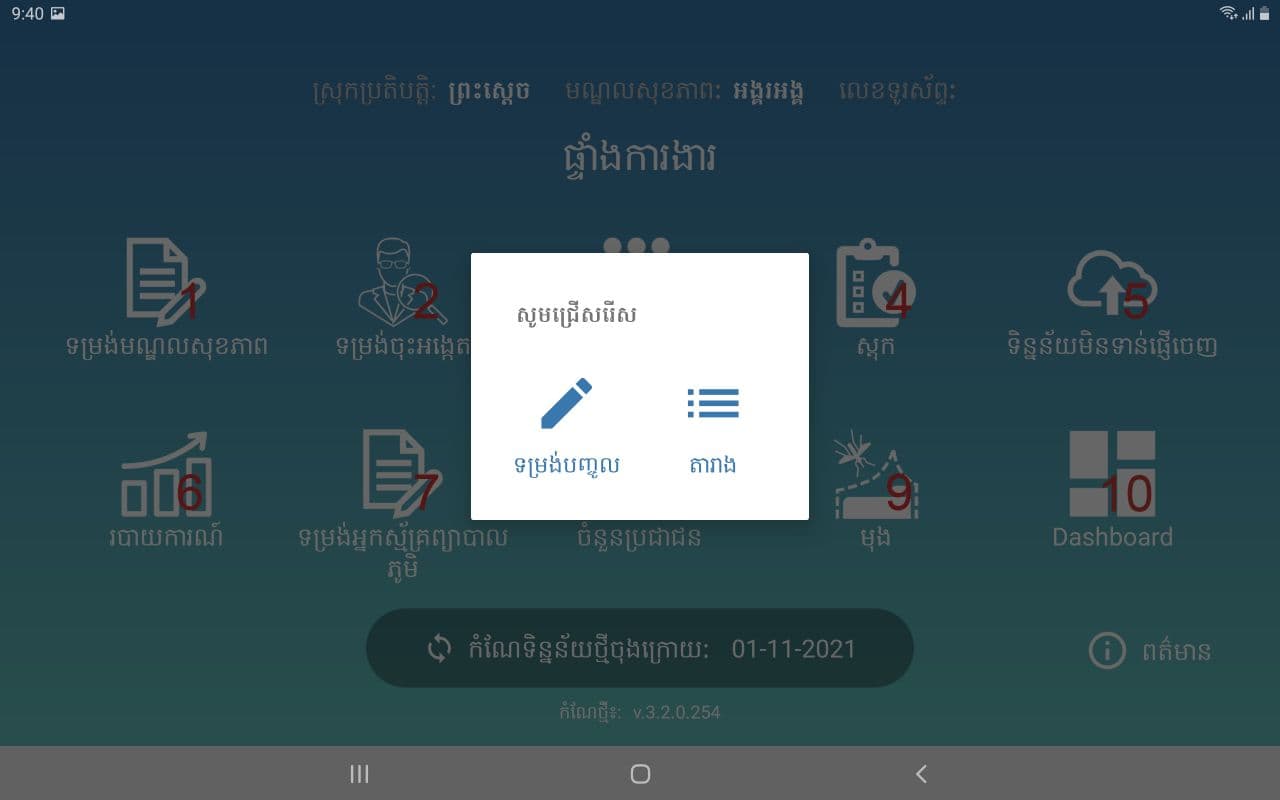 9:40
ស្រុកប្រតិបត្តិ: ព្រះស្តេច មណ្ឌលសុខភាព: អង្គរអង្គ លេខទូរស័ព្ទ:
ផ្ទាំងការងារ
1 2 4 5
ទម្រង់មណ្ឌលសុខភាព ទម្រង់ចុះអង្កេត ស្តុក ទិន្នន័យមិនទាន់ផ្ញើចេញ
សូមជ្រើសរើស
ទម្រង់បញ្ចូល តារាង
6 7 9 10
របាយការណ៍ ទម្រង់អ្នកស្ម័គ្រព្យាបាល ចំនួនប្រជាជន មុង Dashboard
ភូមិ
កំណែទិន្នន័យថ្មីចុងក្រោយ: 01-11-2021
ពត៌មាន
កំណែថ្មី៖: v.3.2.0.254